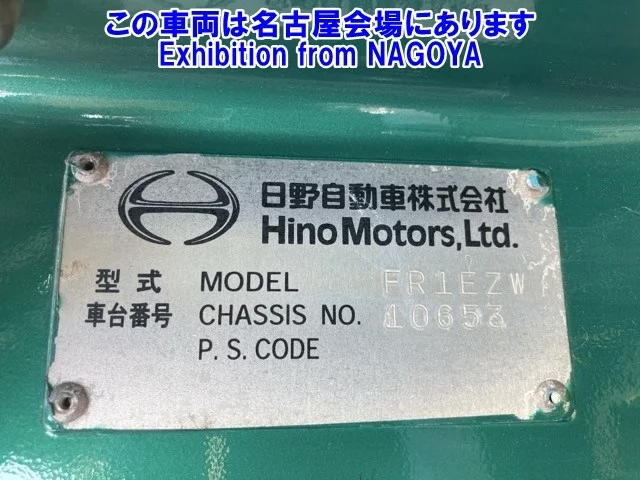 この車両は名古屋会場にあります
Exhibition from NAGOYA
日野自動車株式会社
Hino Motors, Ltd.
型式 MODEL FR1EZW
車台番号 CHASSIS NO. 10653
P. S. CODE